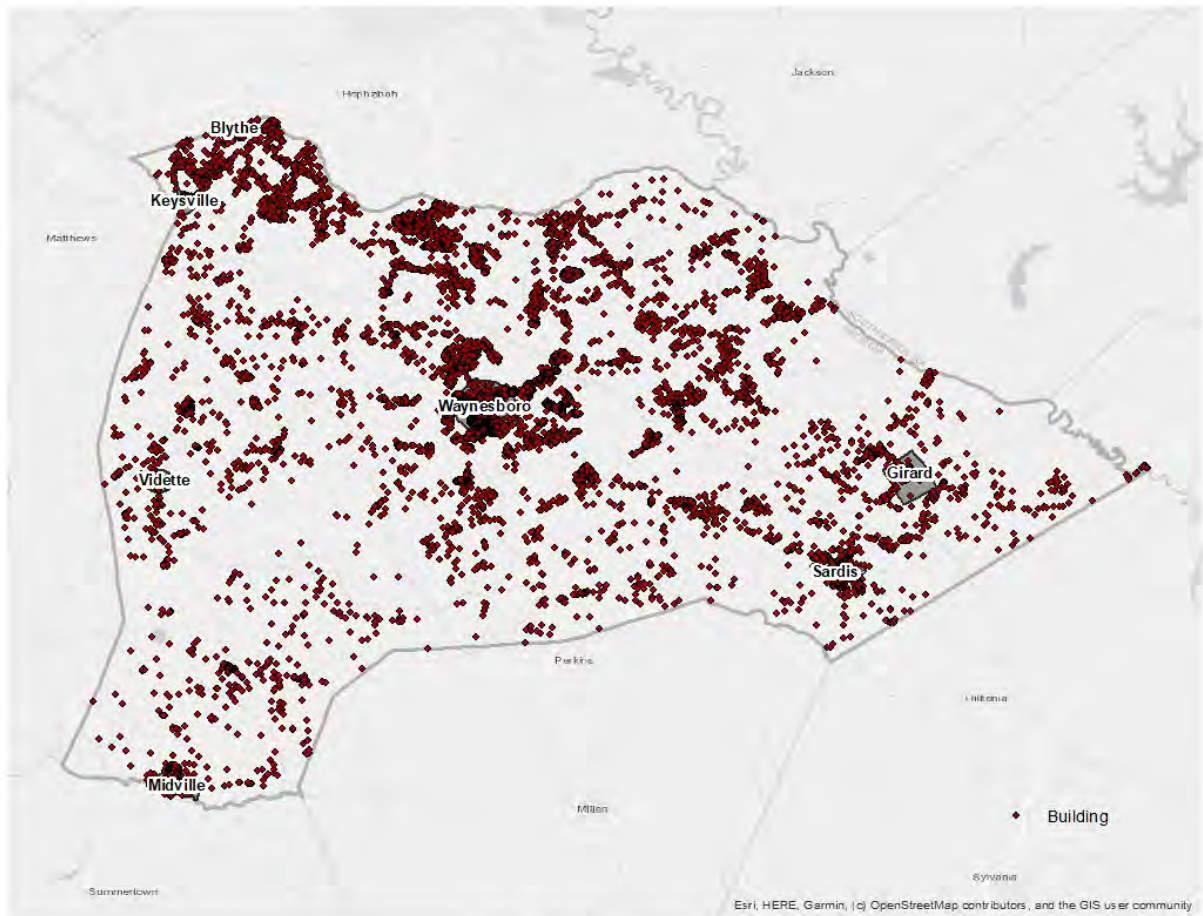 Jackson
Hephzibah
Blythe
Keysville
Matthews
Waynesboro
Vidette
Girard
Sardis
Perkins
Hiltonia
Midville
Millen
Building
Sylvania
Summertown
Esri, HERE, Garmin, (c) OpenStreetMap contributors, and the GIS user community